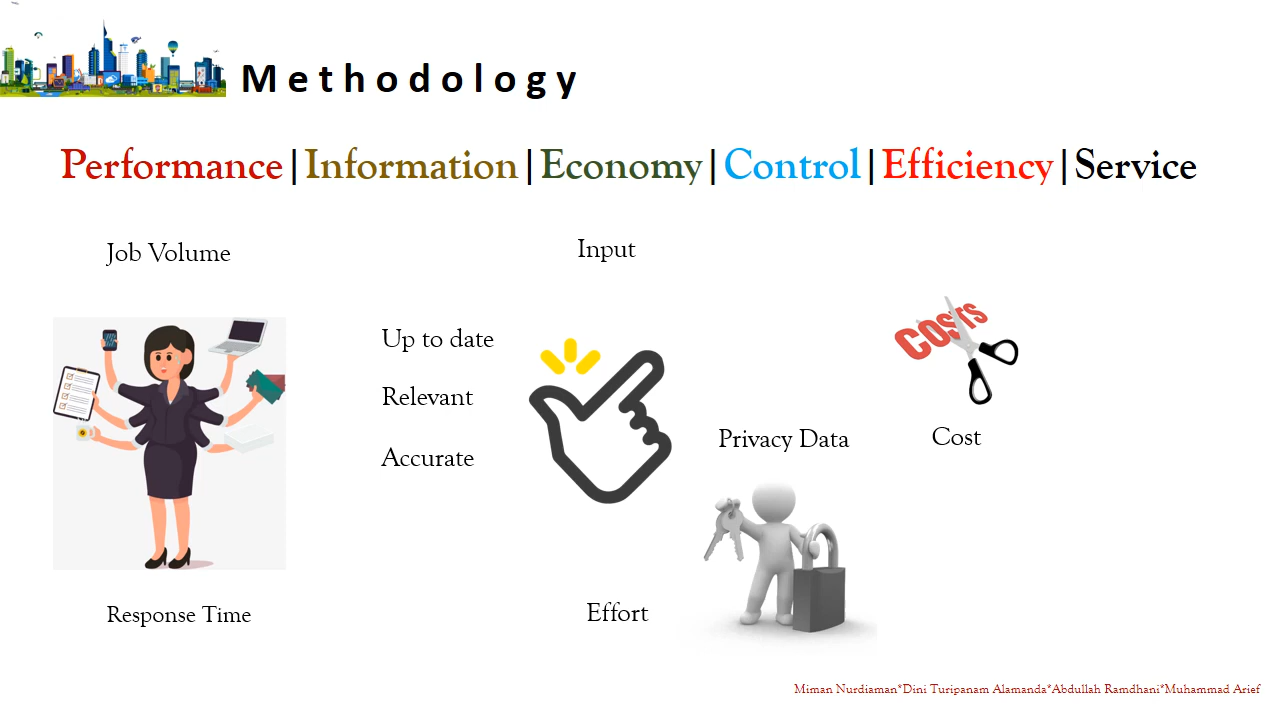 Methodology
Performance|Information|Economy|Control|Efficiency|Service
Job Volume
Response Time
Up to date
Relevant
Accurate
Input
Effort
Privacy Data
COSTS
Cost
Miman Nurdiaman*Dini Turipanam Alamanda*Abdullah Ramdhani*Muhammad Arief